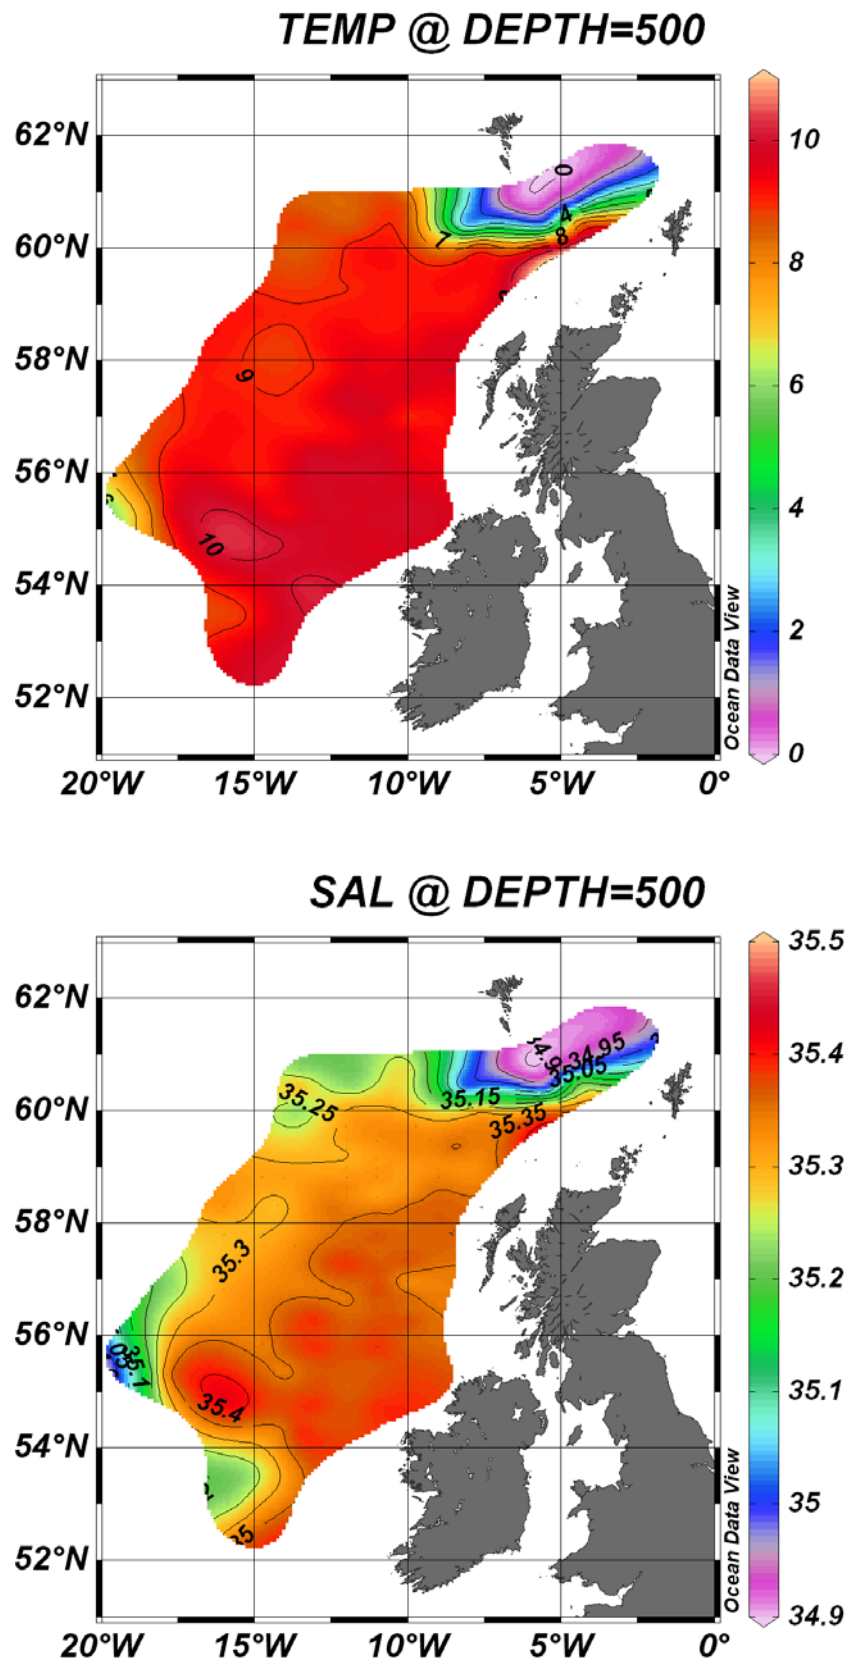 TEMP @ DEPTH=500
62°N
60°N
58°N
56°N
54°N
52°N
20°W
15°W
10°W
5°W
0°
0
4
8
7
9
10
10
8
6
4
2
0
Ocean Data View
SAL @ DEPTH=500
62°N
60°N
58°N
56°N
54°N
52°N
20°W
15°W
10°W
5°W
0°
34.95
35.05
35.15
35.25
35.35
35.3
35.1
35.4
35.5
35.4
35.3
35.2
35.1
35
34.9
Ocean Data View